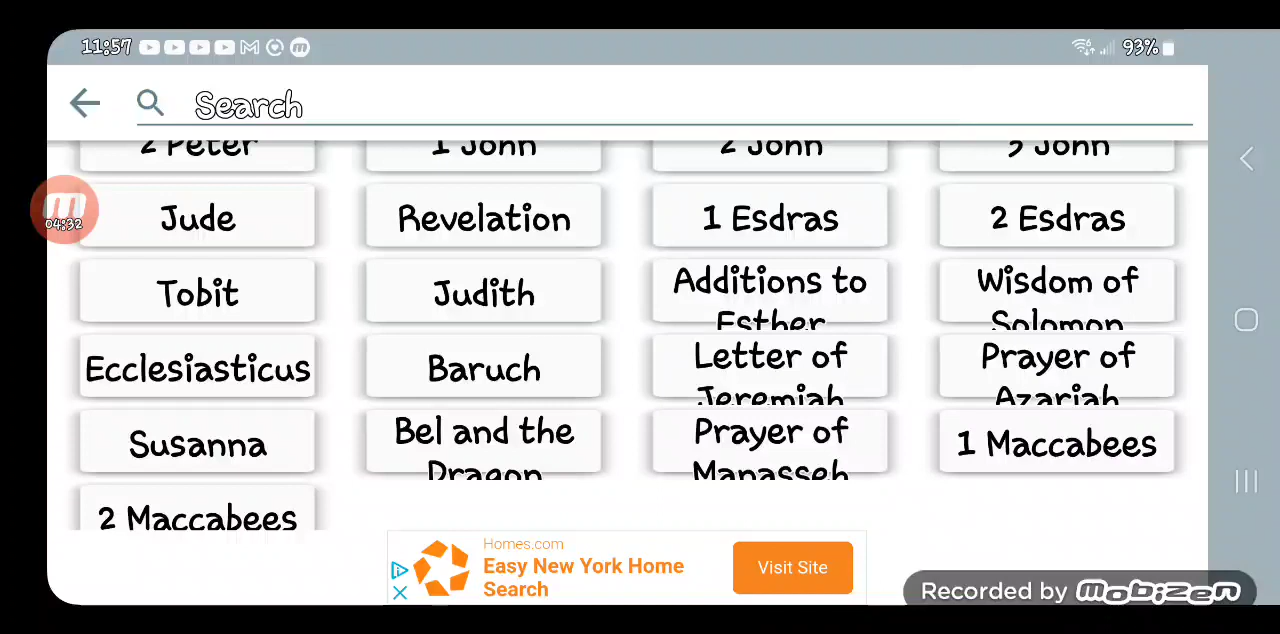 11:57
93%
Search
2 Peter
1 John
2 John
3 John
04:32
Jude
Revelation
1 Esdras
2 Esdras
Tobit
Judith
Additions to
Esther
Wisdom of
Solomon
Ecclesiasticus
Baruch
Letter of
Jeremiah
Prayer of
Azariah
Susanna
Bel and the
Dragon
Prayer of
Manasseh
1 Maccabees
2 Maccabees
Homes.com
Easy New York Home
Search
Visit Site
Recorded by mobizen